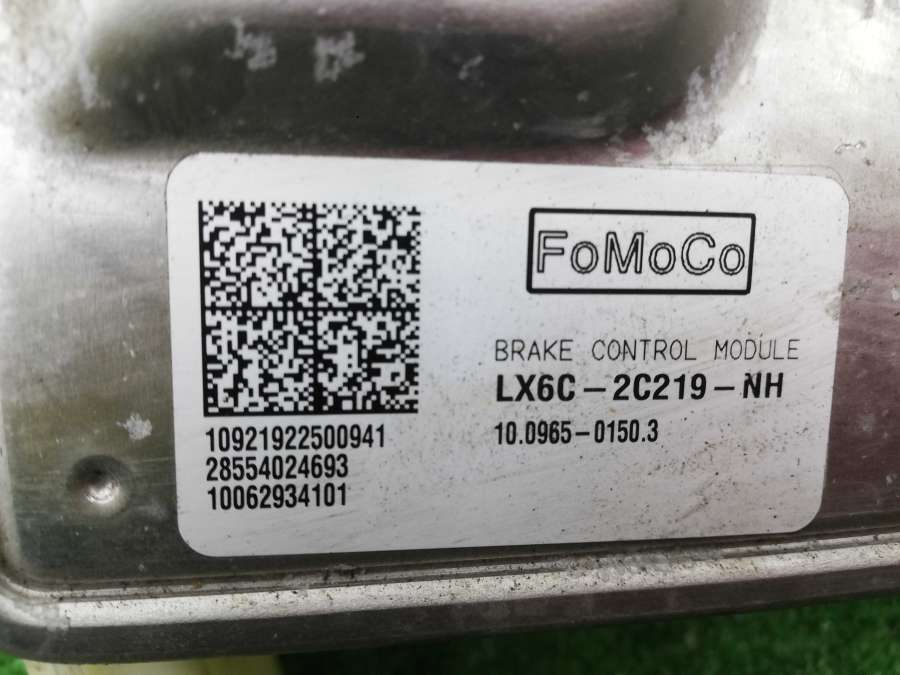 FoMoCo
BRAKE CONTROL MODULE
LX6C-2C219-NH
10.0965-0150.3
10921922500941
28554024693
10062934101